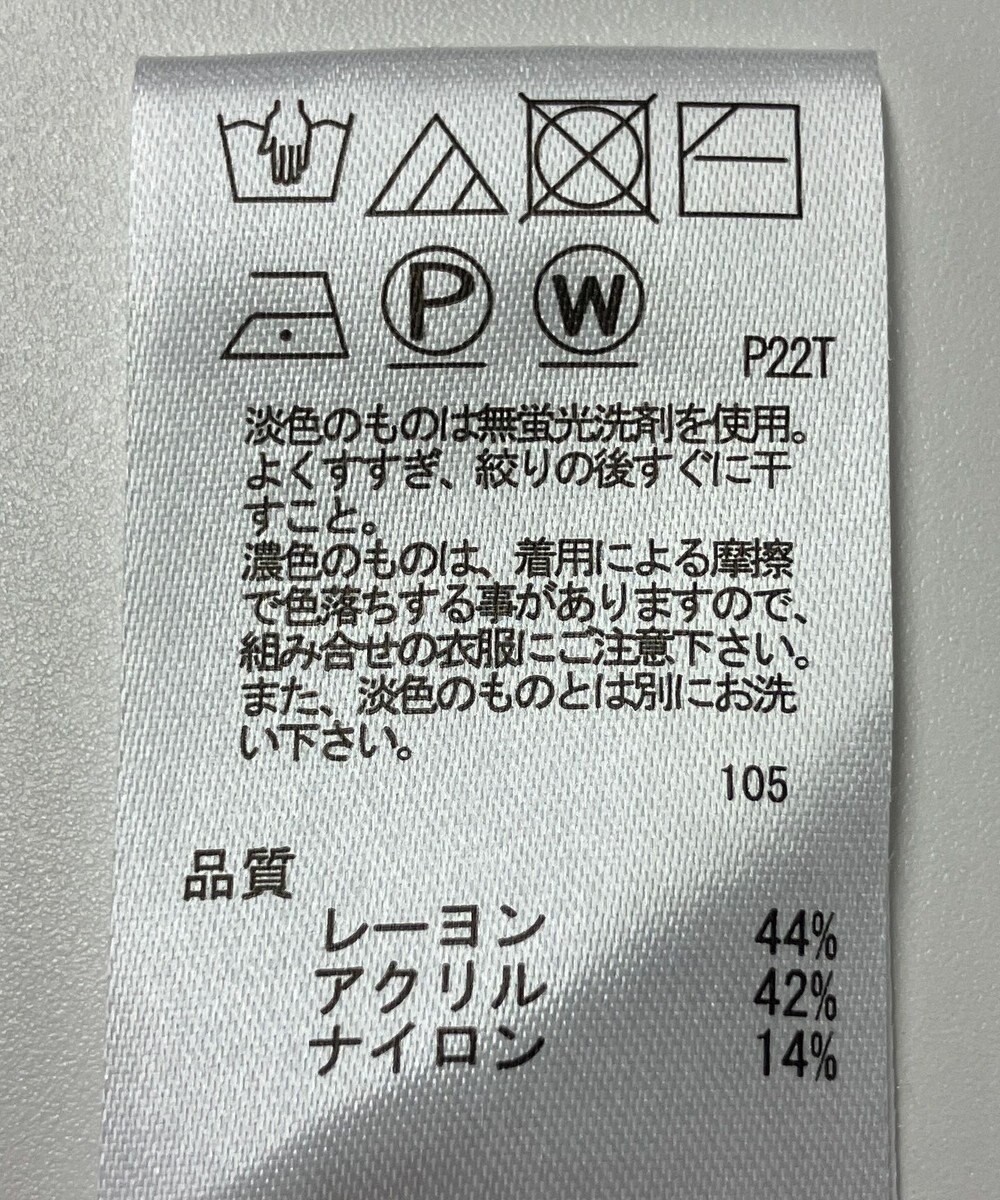 P
W
P22T
淡色のものは無蛍光洗剤を使用。
よくすすぎ、絞りの後すぐに干
すこと。
濃色のものは、着用による摩擦
で色落ちする事がありますので、
組み合せの衣服にご注意下さい。
また、淡色のものとは別にお洗
い下さい。
105
品質
レーヨン 44%
アクリル 42%
ナイロン 14%